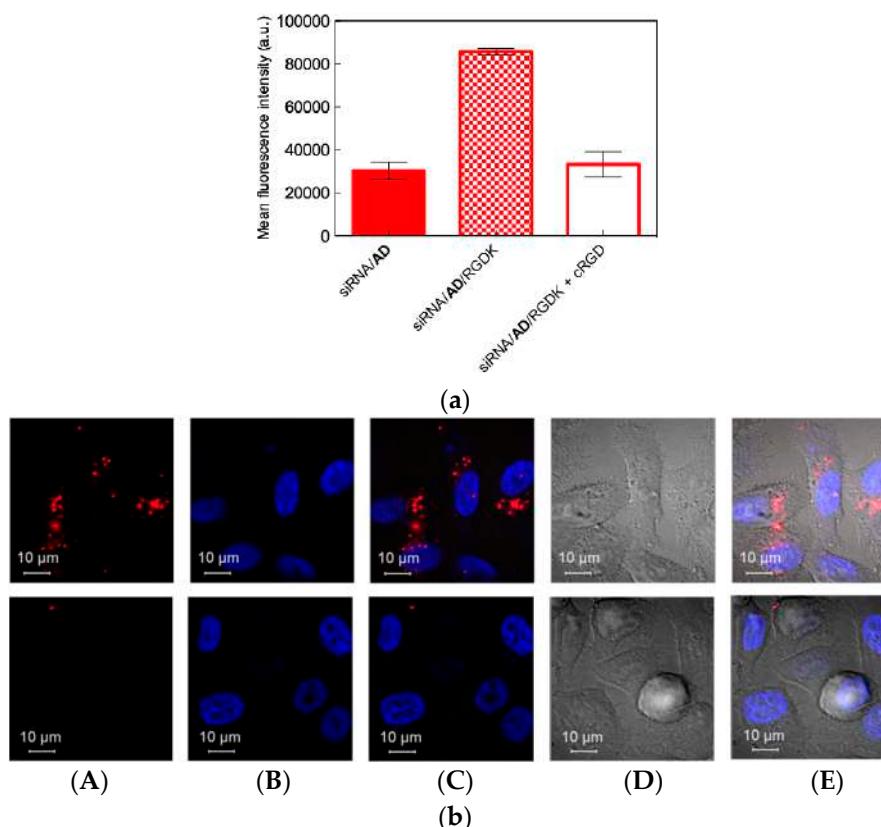 100000
80000
60000
40000
20000
0
Mean fluorescence intensity (a.u.)
siRNA/AD
siRNA/AD/RGDK
siRNA/AD/RGDK + cRGD
(a)
10 µm 10 µm 10 µm 10 µm 10 µm
10 µm 10 µm 10 µm 10 µm 10 µm
(A) (B) (C) (D) (E)
(b)